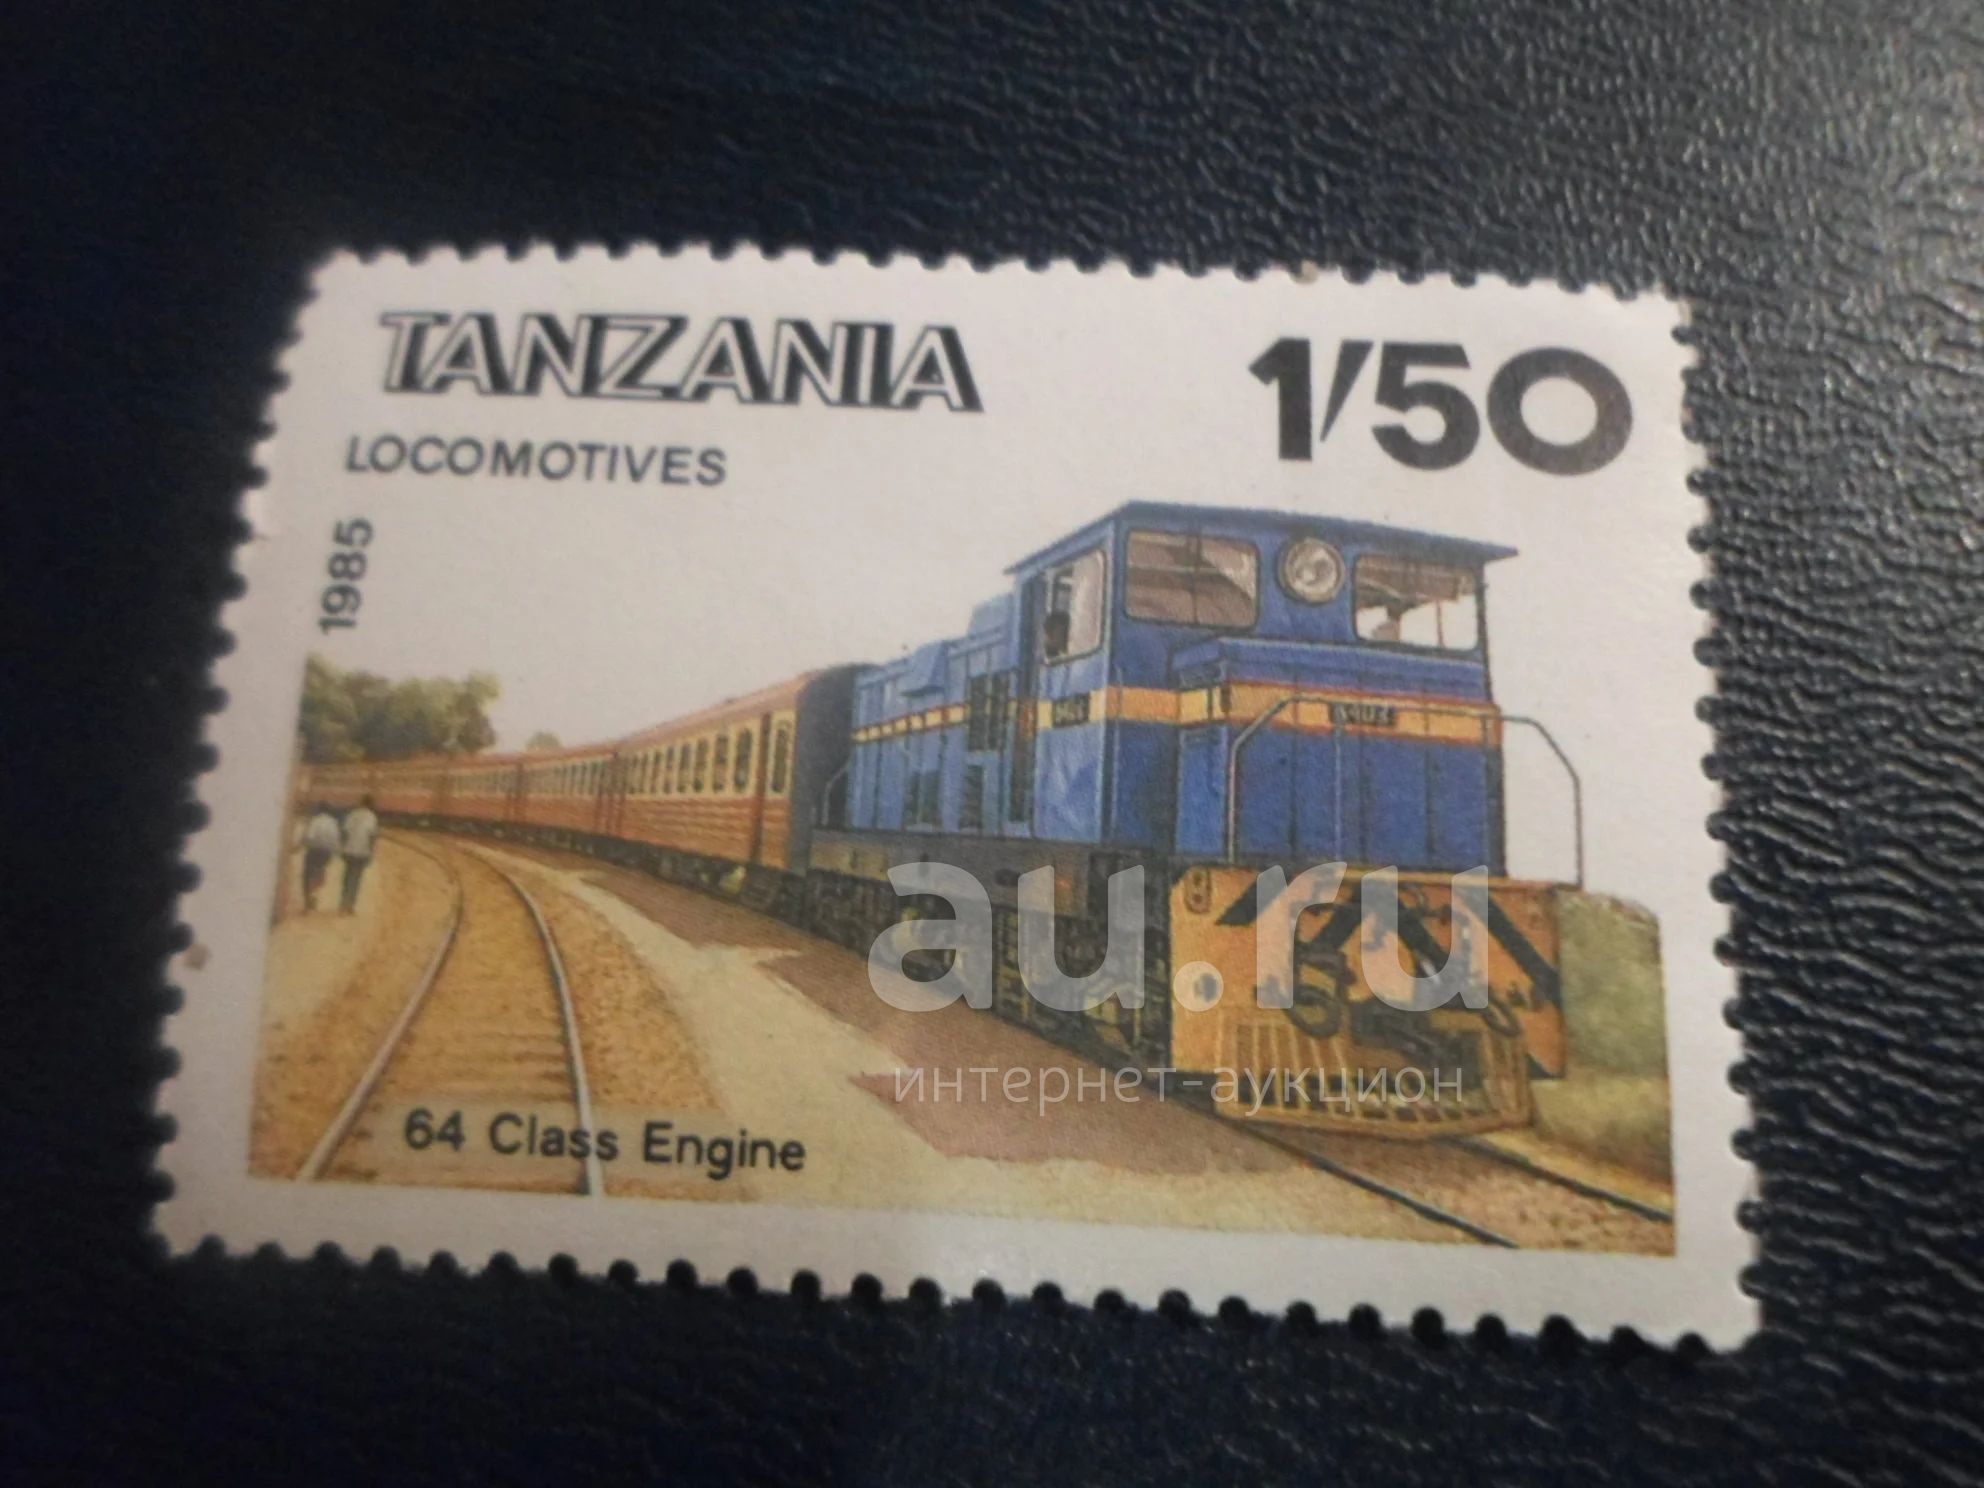 TANZANIA
1/50
LOCOMOTIVES
1985
au.ru
интернет-аукцион
64 Class Engine